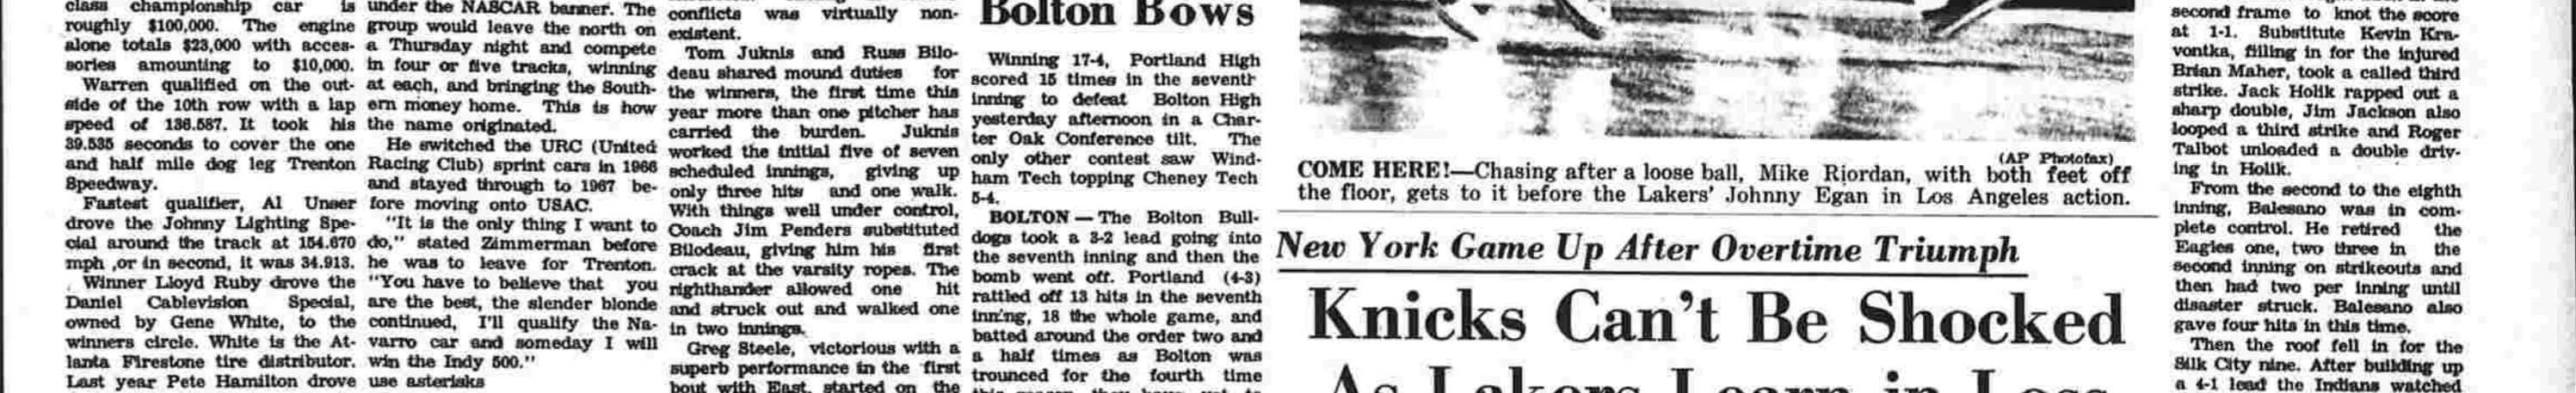 class championship car is
roughly $100,000. The engine
alone totals $23,000 with acces-
sories amounting to $10,000.
Warren qualified on the out-
side of the 10th row with a lap
speed of 136.587. It took his
39.535 seconds to cover the one
and half mile dog leg Trenton
Speedway.
Fastest qualifier, Al Unser
drove the Johnny Lighting Spe-
cial around the track at 154.670
mph ,or in second, it was 34.913.
Winner Lloyd Ruby drove the
Daniel Cablevision Special,
owned by Gene White, to the
winners circle. White is the At-
lanta Firestone tire distributor.
Last year Pete Hamilton drove
under the NASCAR banner. The
group would leave the north on
a Thursday night and compete
in four or five tracks, winning
at each, and bringing the South-
ern money home. This is how
the name originated.
He switched the URC (United
Racing Club) sprint cars in 1966
and stayed through to 1967 be-
fore moving onto USAC.
"It is the only thing I want to
do," stated Zimmerman before
he was to leave for Trenton.
"You have to believe that you
are the best, the slender blonde
continued, I'll qualify the Na-
varro car and someday I will
win the Indy 500."
use asterisks
conflicts was virtually non-
existent.
Tom Juknis and Russ Bilo-
deau shared mound duties for
the winners, the first time this
year more than one pitcher has
carried the burden. Juknis
worked the initial five of seven
scheduled innings, giving up
only three hits and one walk.
With things well under control,
Coach Jim Penders substituted
Bilodeau, giving him his first
crack at the varsity ropes. The
righthander allowed one hit
and struck out and walked one
in two innings.
Greg Steele, victorious with a
superb performance in the first
bout with East, started on the
Bolton Bows
Winning 17-4, Portland High
scored 15 times in the seventh
inning to defeat Bolton High
yesterday afternoon in a Char-
ter Oak Conference tilt. The
only other contest saw Wind-
ham Tech topping Cheney Tech
5-4.
BOLTON — The Bolton Bull-
dogs took a 3-2 lead going into
the seventh inning and then the
bomb went off. Portland (4-3)
rattled off 13 hits in the seventh
inning, 18 the whole game, and
batted around the order two and
a half times as Bolton was
trounced for the fourth time
(AP Photofax)
COME HERE!—Chasing after a loose ball, Mike Riordan, with both feet off
the floor, gets to it before the Lakers' Johnny Egan in Los Angeles action.
New York Game Up After Overtime Triumph
Knicks Can't Be Shocked
As Lakers Learn in Loss
second frame to knot the score
at 1-1. Substitute Kevin Kra-
vontka, filling in for the injured
Brian Maher, took a called third
strike. Jack Holik rapped out a
sharp double, Jim Jackson also
looped a third strike and Roger
Talbot unloaded a double driv-
ing in Holik.
From the second to the eighth
inning, Balesano was in com-
plete control. He retired the
Eagles one, two three in the
second inning on strikeouts and
then had two per inning until
disaster struck. Balesano also
gave four hits in this time.
Then the roof fell in for the
Silk City nine. After building up
a 4-1 lead the Indians watched